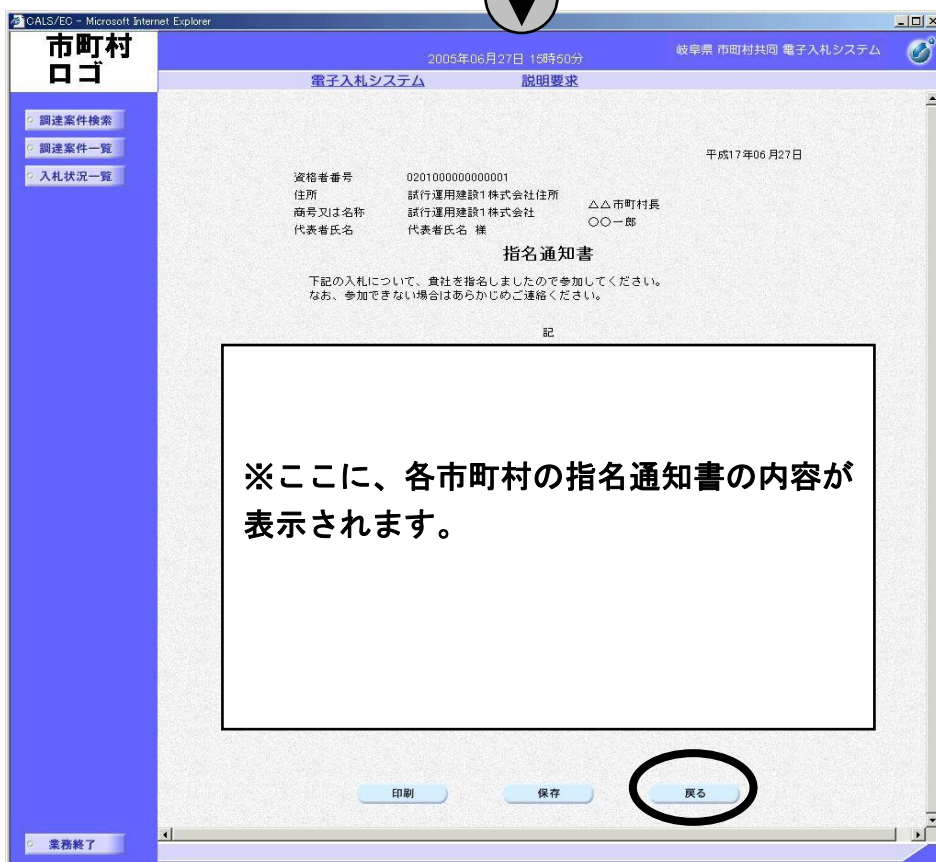 CALS/EC - Microsoft Internet Explorer
市町村
ロゴ
2005年06月27日 15時50分
岐阜県 市町村共同 電子入札システム
電子入札システム
説明要求
調達案件検索
調達案件一覧
入札状況一覧
平成17年06月27日
資格者番号 0201000000000001
住所 試行運用建設1株式会社住所
商号又は名称 試行運用建設1株式会社
代表者氏名 代表者氏名 様
△△市町村長
○○一郎
指名通知書
下記の入札について、貴社を指名しましたので参加してください。
なお、参加できない場合はあらかじめご連絡ください。
記
※ここに、各市町村の指名通知書の内容が
表示されます。
印刷
保存
戻る
業務終了